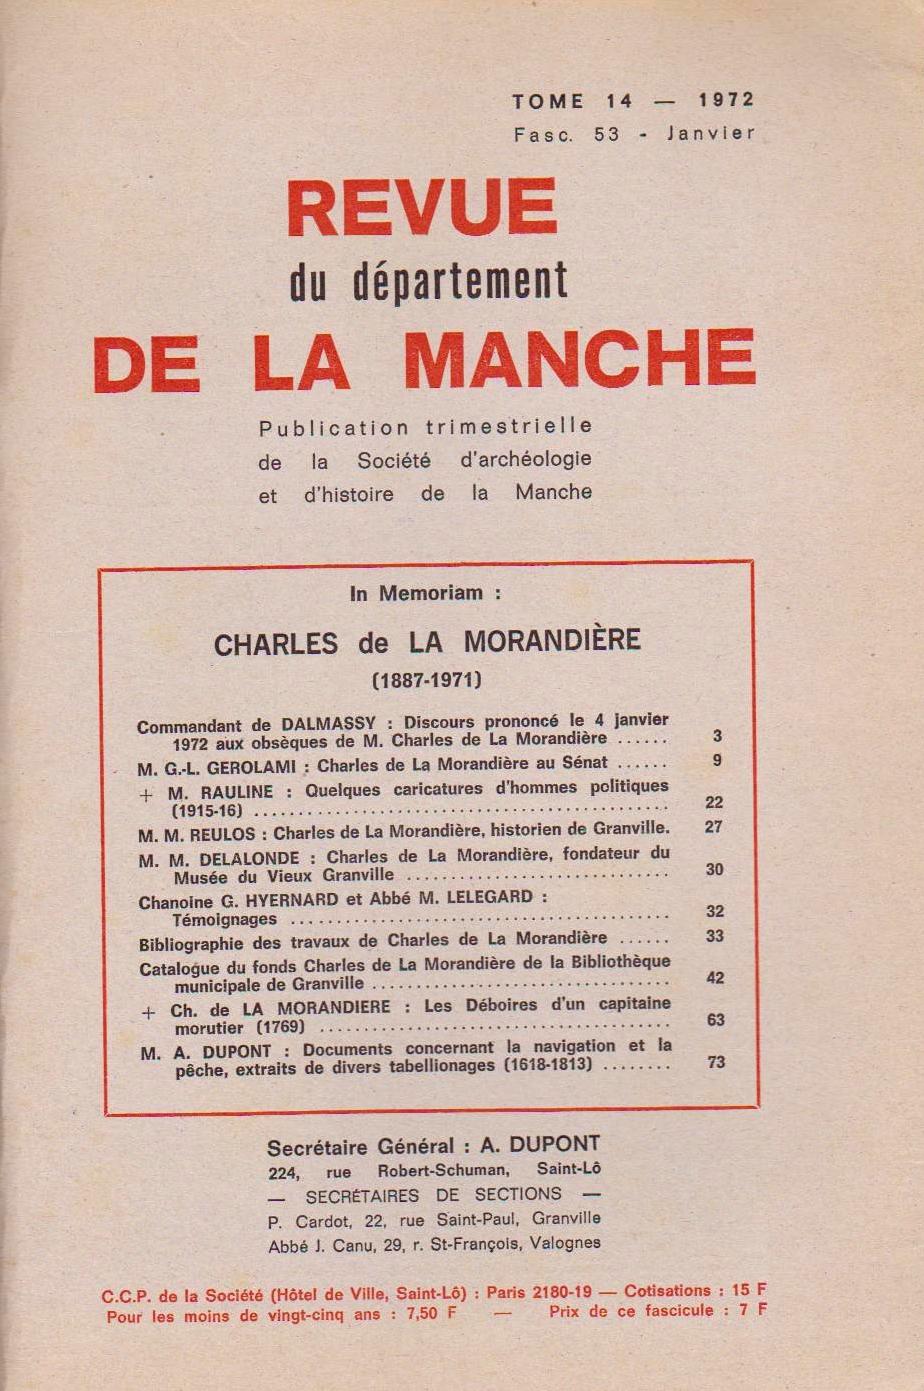 TOME 14 — 1972
Fasc. 53 - Janvier
REVUE
du département
DE LA MANCHE
Publication trimestrielle
de la Société d'archéologie
et d'histoire de la Manche
In Memoriam :
CHARLES de LA MORANDIÈRE
(1887-1971)
Commandant de DALMASSY : Discours prononcé le 4 janvier
1972 aux obsèques de M. Charles de La Morandière ...... 3
M. G.-L. GEROLAMI : Charles de La Morandière au Sénat ...... 9
+ M. RAULINE : Quelques caricatures d'hommes politiques
(1915-16) .............................................. 22
M. M. REULOS : Charles de La Morandière, historien de Granville. 27
M. M. DELALONDE : Charles de La Morandière, fondateur du
Musée du Vieux Granville ............................. 30
Chanoine G. HYERNARD et Abbé M. LELEGARD :
Témoignages .......................................... 32
Bibliographie des travaux de Charles de La Morandière ...... 33
Catalogue du fonds Charles de La Morandière de la Bibliothèque
municipale de Granville ................................. 42
+ Ch. de LA MORANDIERE : Les Déboires d'un capitaine
morutier (1769) ....................................... 63
M. A. DUPONT : Documents concernant la navigation et la
pêche, extraits de divers tabellionages (1618-1813) ........ 73
Secrétaire Général : A. DUPONT
224, rue Robert-Schuman, Saint-Lô
— SECRÉTAIRES DE SECTIONS —
P. Cardot, 22, rue Saint-Paul, Granville
Abbé J. Canu, 29, r. St-François, Valognes
C.C.P. de la Société (Hôtel de Ville, Saint-Lô) : Paris 2180-19 — Cotisations : 15 F
Pour les moins de vingt-cinq ans : 7,50 F — Prix de ce fascicule : 7 F